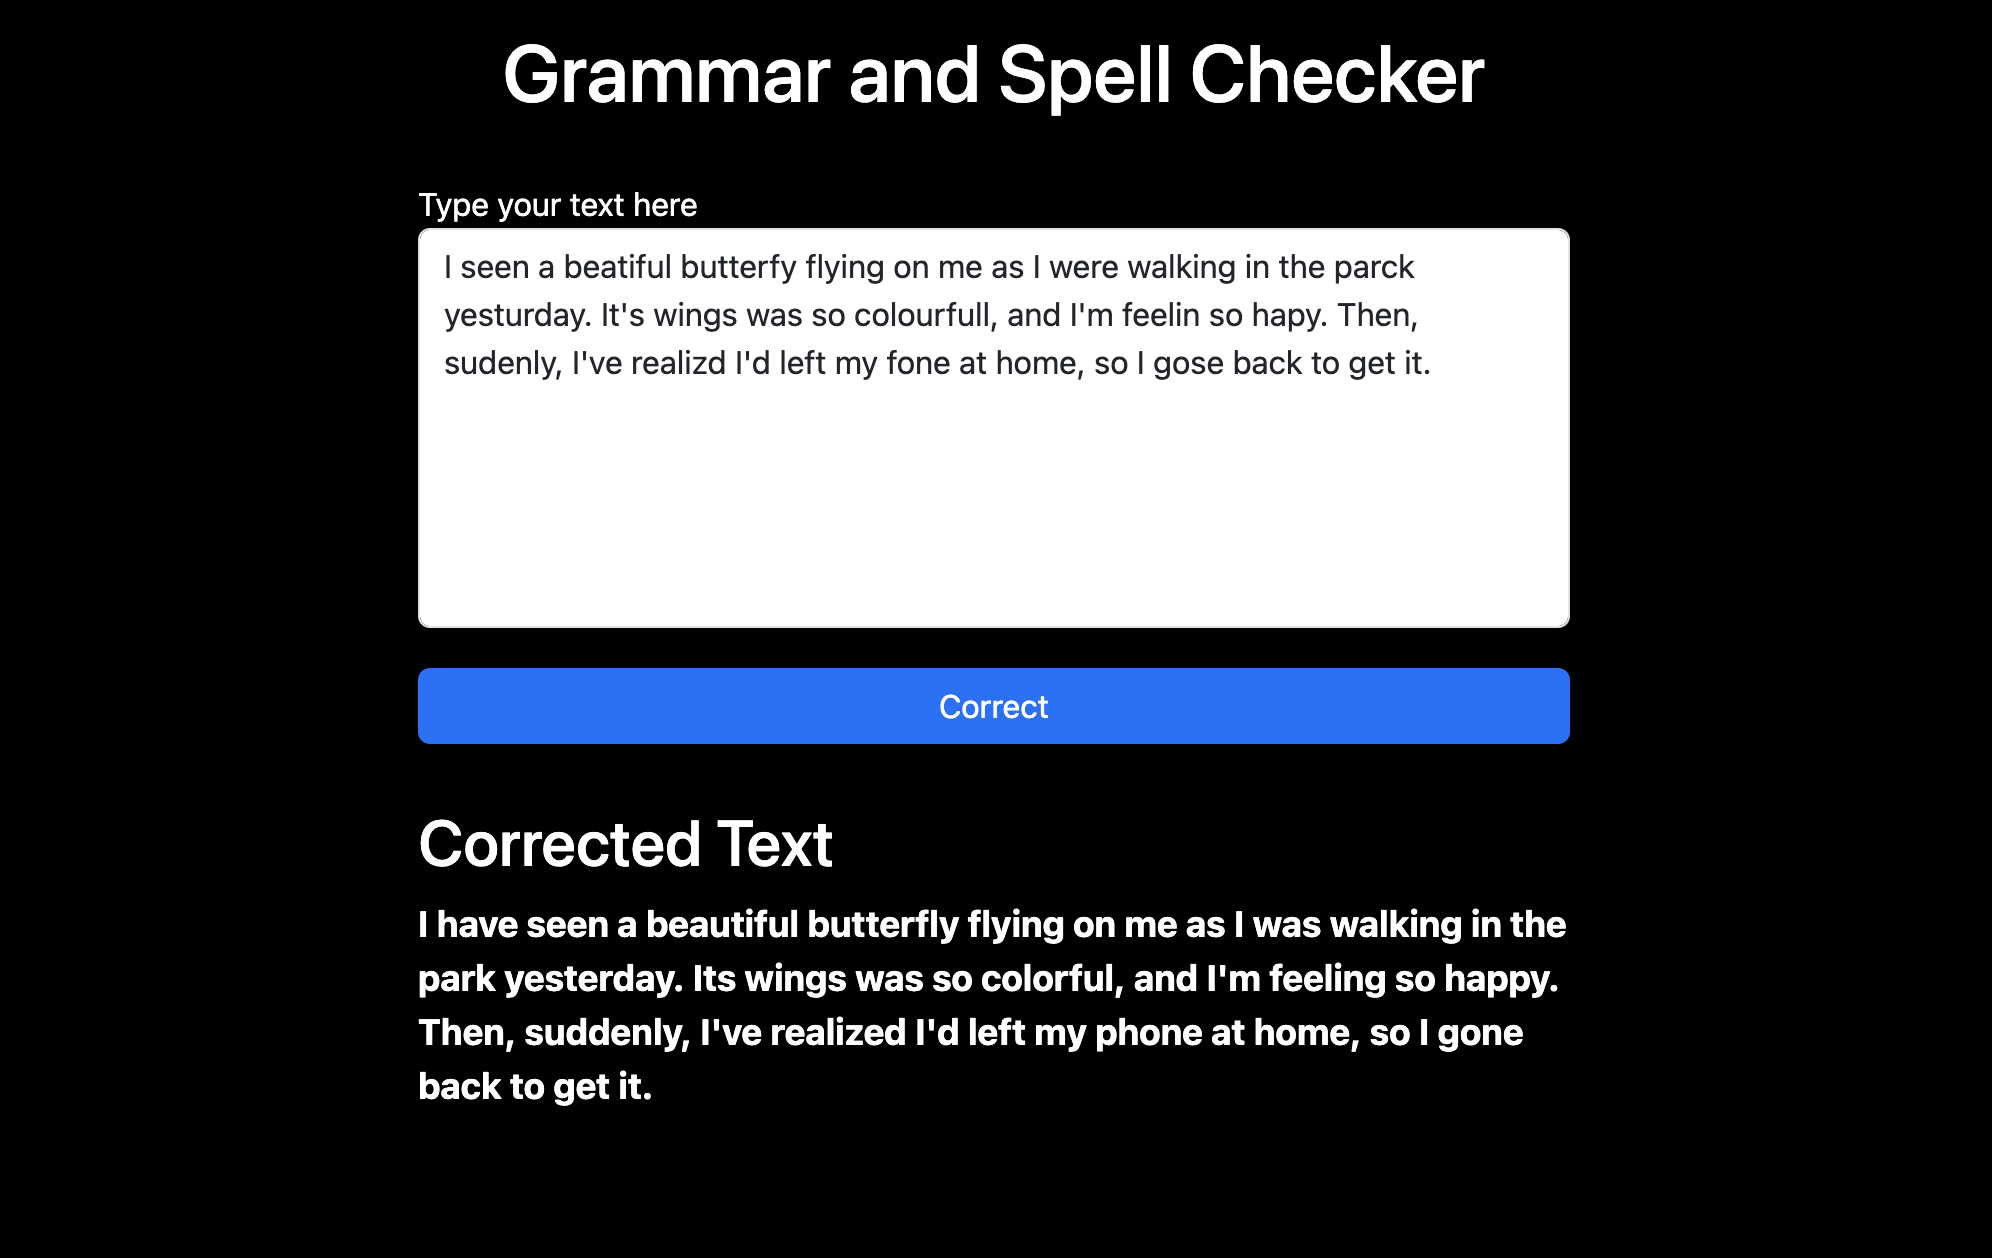 Grammar and Spell Checker
Type your text here
I seen a beatiful butterfy flying on me as I were walking in the parck
yesturday. It's wings was so colourfull, and I'm feelin so hapy. Then,
sudenly, I've realizd I'd left my fone at home, so I gose back to get it.
Correct
Corrected Text
I have seen a beautiful butterfly flying on me as I was walking in the
park yesterday. Its wings was so colorful, and I'm feeling so happy.
Then, suddenly, I've realized I'd left my phone at home, so I gone
back to get it.